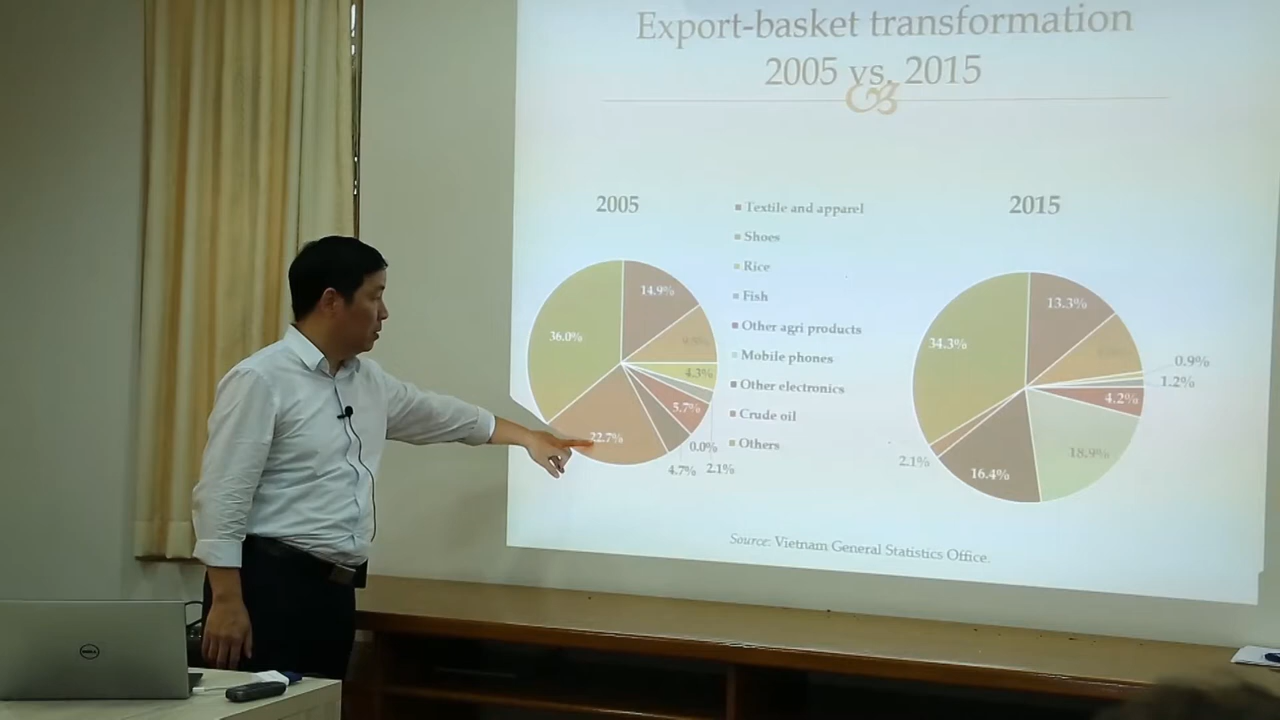 Export-basket transformation
2005 vs. 2015
2005
14.9%
4.3%
5.7%
0.0%
2.1%
4.7%
22.7%
36.0%
Textile and apparel
Shoes
Rice
Fish
Other agri products
Mobile phones
Other electronics
Crude oil
Others
2015
13.3%
0.9%
1.2%
4.2%
18.9%
16.4%
2.1%
34.3%
Source: Vietnam General Statistics Office.
DELL